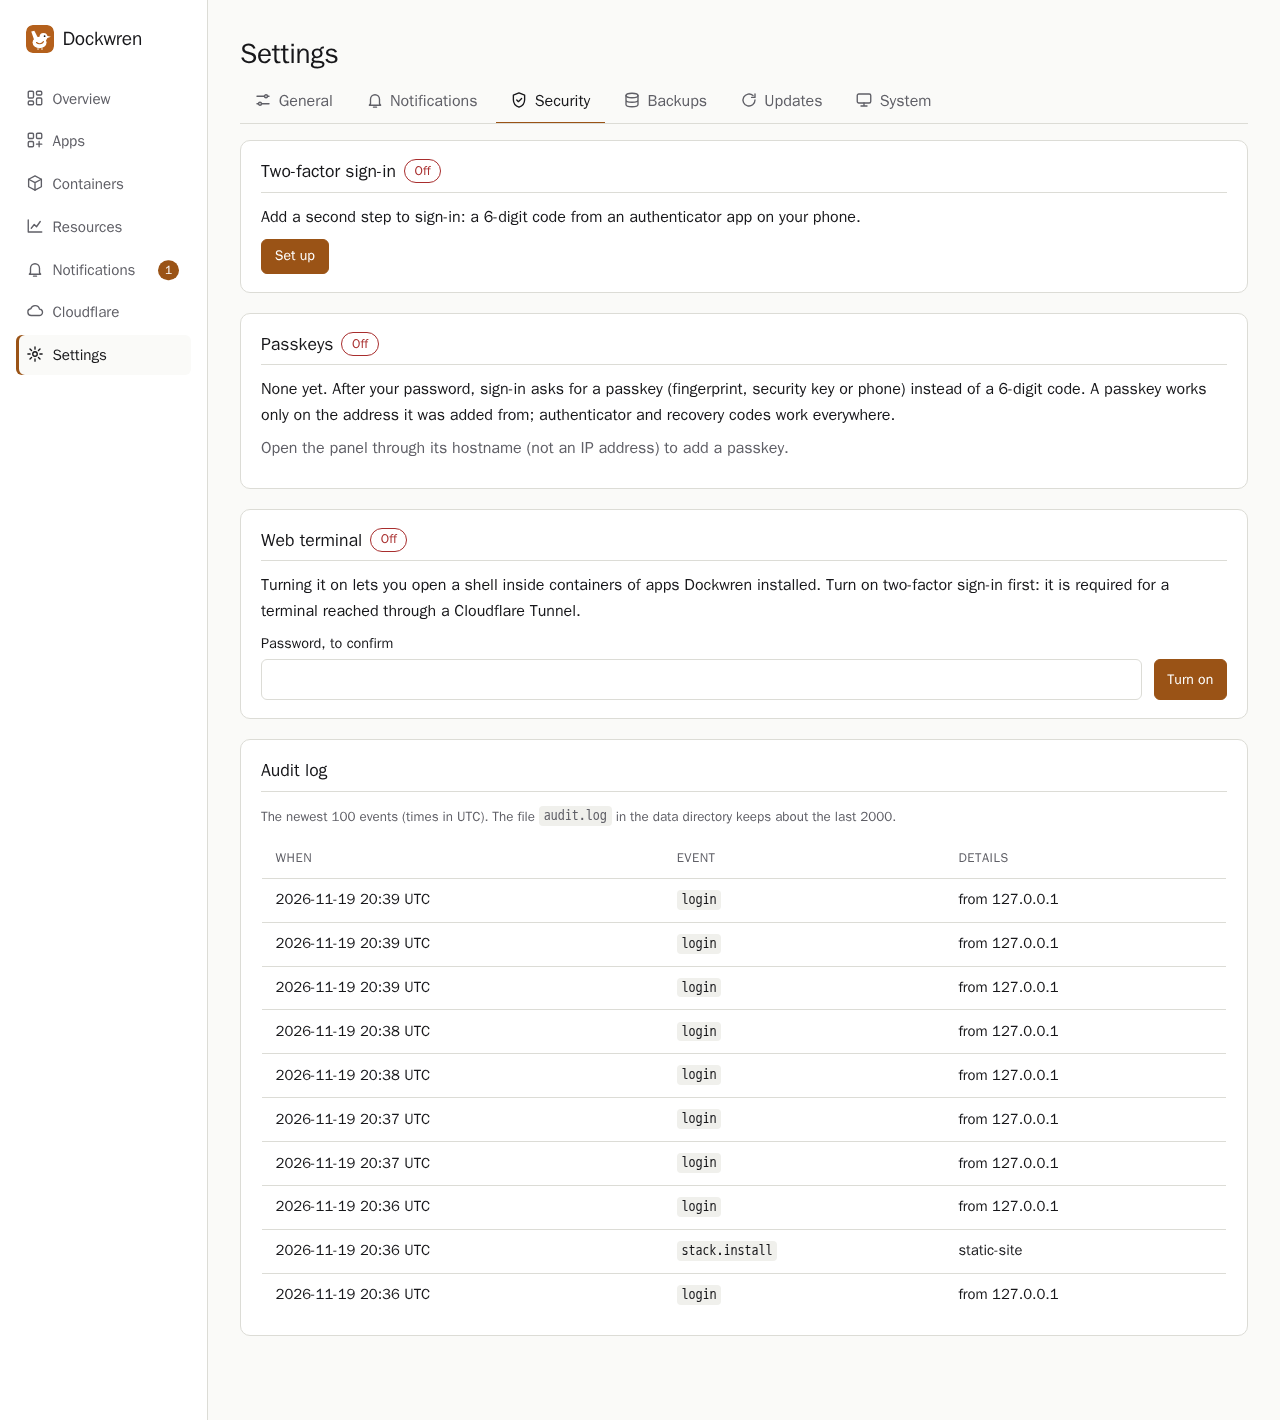 Dockwren
Overview
Apps
Containers
Resources
Notifications 1
Cloudflare
Settings
Settings
General Notifications Security Backups Updates System
Two-factor sign-in Off
Add a second step to sign-in: a 6-digit code from an authenticator app on your phone.
Set up
Passkeys Off
None yet. After your password, sign-in asks for a passkey (fingerprint, security key or phone) instead of a 6-digit code. A passkey works
only on the address it was added from; authenticator and recovery codes work everywhere.
Open the panel through its hostname (not an IP address) to add a passkey.
Web terminal Off
Turning it on lets you open a shell inside containers of apps Dockwren installed. Turn on two-factor sign-in first: it is required for a
terminal reached through a Cloudflare Tunnel.
Password, to confirm
Turn on
Audit log
The newest 100 events (times in UTC). The file audit.log in the data directory keeps about the last 2000.
WHEN EVENT DETAILS
2026-11-19 20:39 UTC login from 127.0.0.1
2026-11-19 20:39 UTC login from 127.0.0.1
2026-11-19 20:39 UTC login from 127.0.0.1
2026-11-19 20:38 UTC login from 127.0.0.1
2026-11-19 20:38 UTC login from 127.0.0.1
2026-11-19 20:37 UTC login from 127.0.0.1
2026-11-19 20:37 UTC login from 127.0.0.1
2026-11-19 20:36 UTC login from 127.0.0.1
2026-11-19 20:36 UTC stack.install static-site
2026-11-19 20:36 UTC login from 127.0.0.1